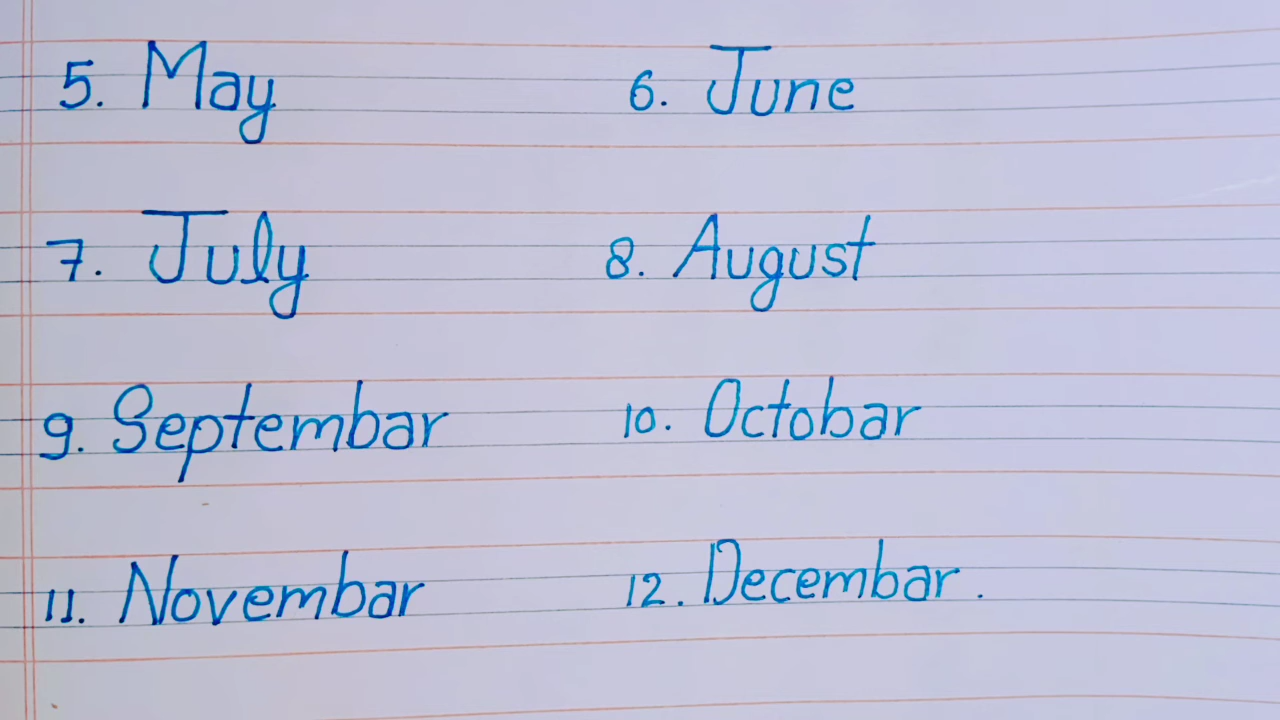 5. May 6. June
7. July 8. August
9. Septembar 10. Octobar
11. Novembar 12. Decembar.